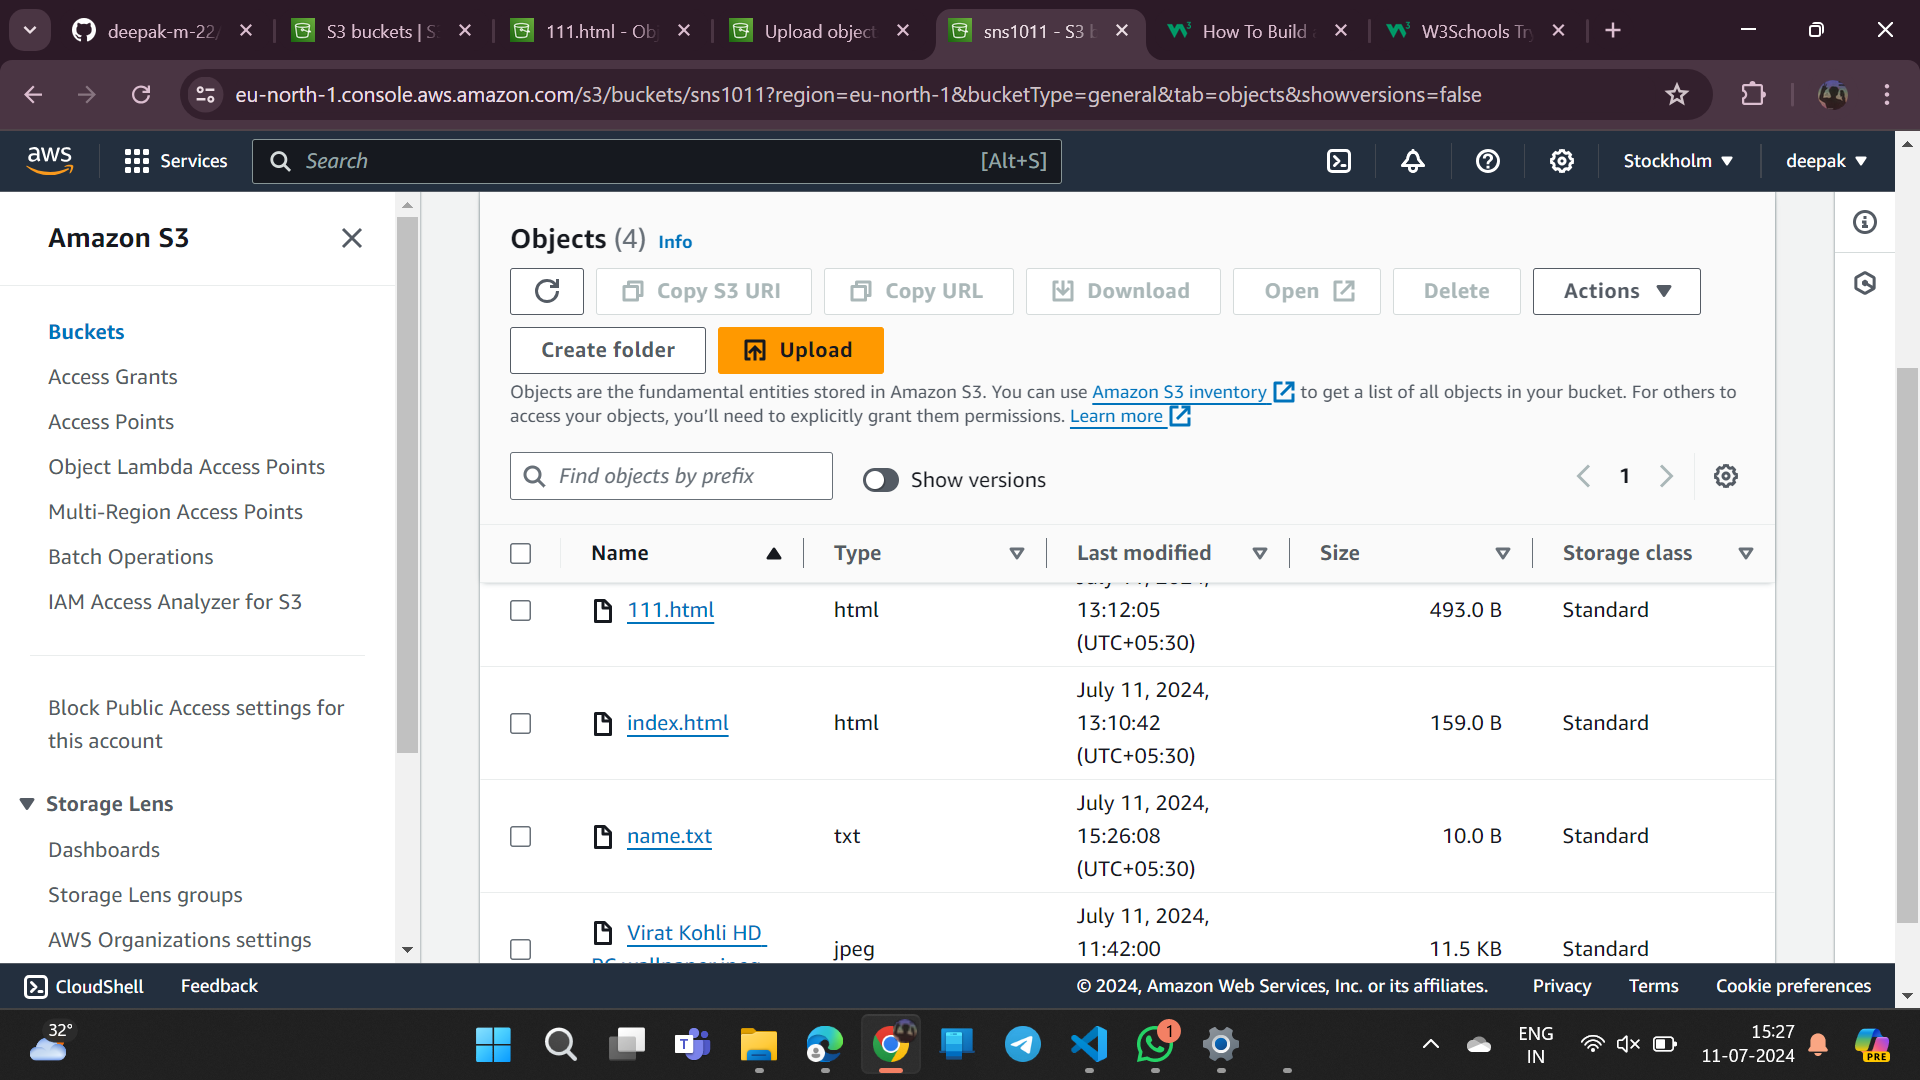 deepak-m-22/
S3 buckets | S3
111.html - Obj
Upload object
sns1011 - S3 b
How To Build a
W3Schools Try
eu-north-1.console.aws.amazon.com/s3/buckets/sns1011?region=eu-north-1&bucketType=general&tab=objects&showversions=false
aws
Services
Search
[Alt+S]
Stockholm
deepak
Amazon S3
Buckets
Access Grants
Access Points
Object Lambda Access Points
Multi-Region Access Points
Batch Operations
IAM Access Analyzer for S3
Block Public Access settings for
this account
Storage Lens
Dashboards
Storage Lens groups
AWS Organizations settings
Objects (4) Info
Copy S3 URI
Copy URL
Download
Open
Delete
Actions
Create folder
Upload
Objects are the fundamental entities stored in Amazon S3. You can use Amazon S3 inventory to get a list of all objects in your bucket. For others to
access your objects, you'll need to explicitly grant them permissions. Learn more
Find objects by prefix
Show versions
1
Name Type Last modified Size Storage class
July 11, 2024,
111.html html 13:12:05 493.0 B Standard
(UTC+05:30)
July 11, 2024,
index.html html 13:10:42 159.0 B Standard
(UTC+05:30)
July 11, 2024,
name.txt txt 15:26:08 10.0 B Standard
(UTC+05:30)
July 11, 2024,
Virat Kohli HD
jpeg 11:42:00 11.5 KB Standard
PC wallpaper.jpeg
CloudShell
Feedback
© 2024, Amazon Web Services, Inc. or its affiliates.
Privacy
Terms
Cookie preferences
32°
1
ENG
IN
15:27
11-07-2024
PRE